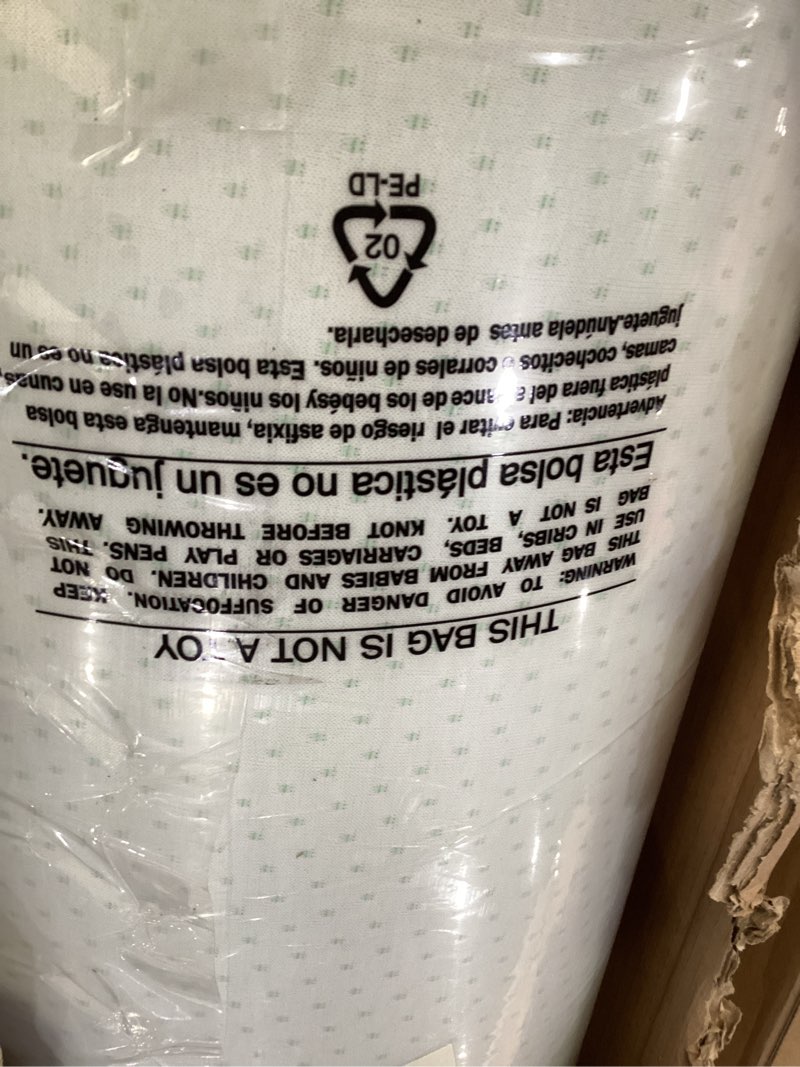 THIS BAG IS NOT A TOY
WARNING: TO AVOID DANGER OF SUFFOCATION. KEEP
THIS BAG AWAY FROM BABIES AND CHILDREN. DO NOT
USE IN CRIBS, BEDS, CARRIAGES OR PLAY PENS. THIS
BAG IS NOT A TOY. KNOT BEFORE THROWING AWAY.
Esta bolsa plástica no es un juguete.
Advertencia: Para evitar el riesgo de asfixia, mantenga esta bolsa
plástica fuera del alcance de los bebésy los niños.No la use en cunas,
camas, cochecitos o corrales de niños. Esta bolsa plástica no es un
juguete.Anúdela antes de desecharla.
02
PE-LD